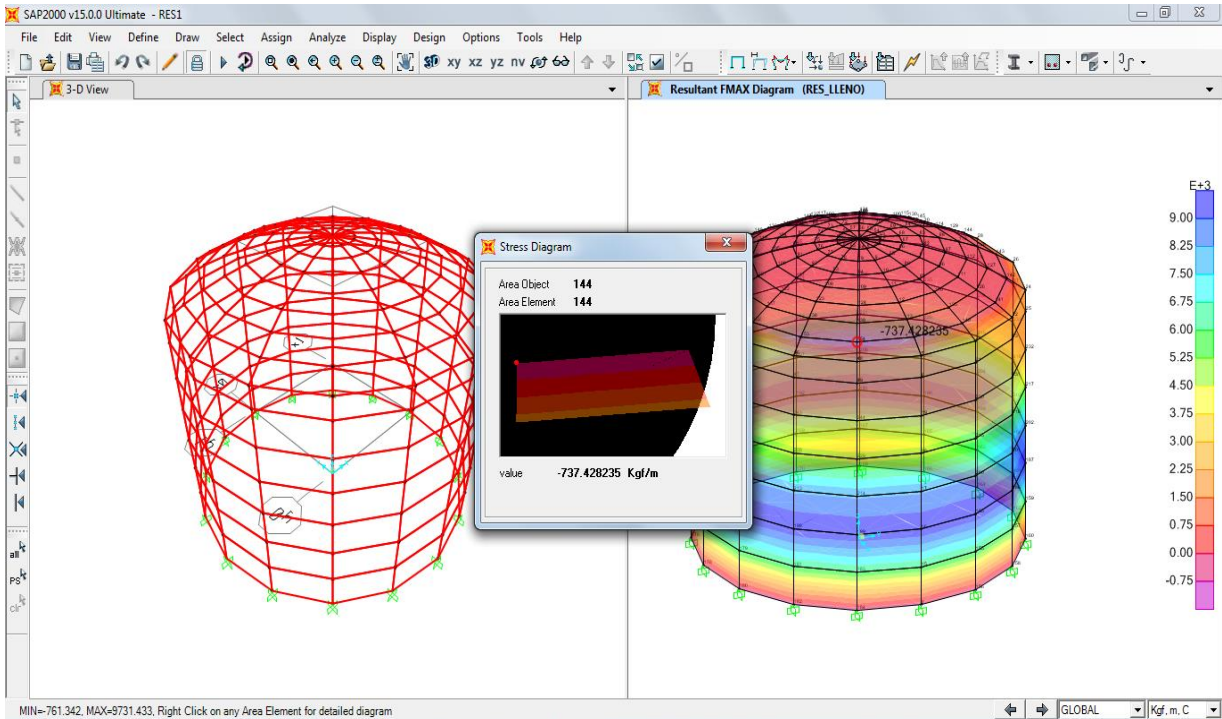 SAP2000 v15.0.0 Ultimate - RES1
File Edit View Define Draw Select Assign Analyze Display Design Options Tools Help
3d xy xz yz nv
3-D View
Resultant FMAX Diagram (RES_LLENO)
E+3
9.00
8.25
7.50
6.75
6.00
5.25
4.50
3.75
3.00
2.25
1.50
0.75
0.00
-0.75
-737.428235
Stress Diagram
Area Object 144
Area Element 144
value -737.428235 Kgf/m
all
PS
clr
MIN=-761.342, MAX=9731.433, Right Click on any Area Element for detailed diagram
GLOBAL
Kgf, m, C